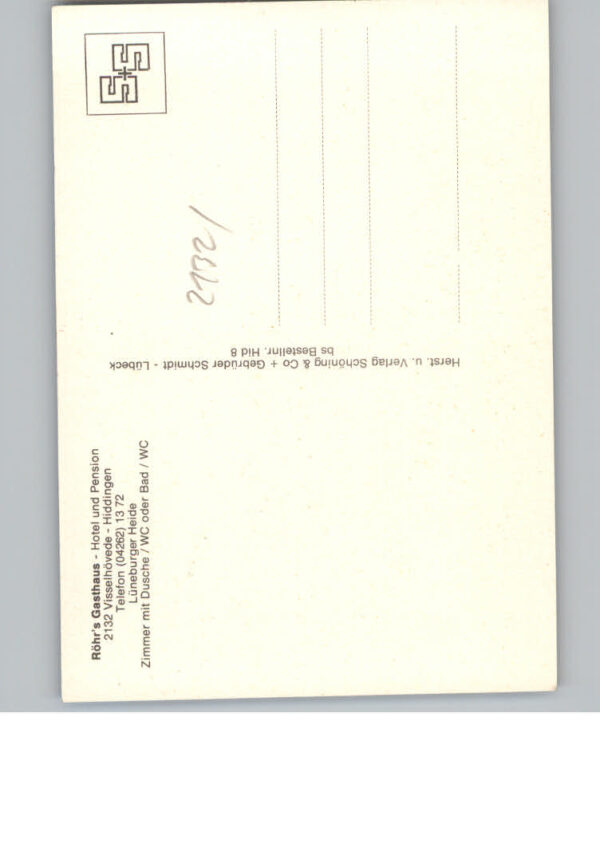 Röhr's Gasthaus - Hotel und Pension
2132 Visselhövede - Hiddingen
Telefon (04262) 13 72
Lüneburger Heide
Zimmer mit Dusche / WC oder Bad / WC
Herst. u. Verlag Schöning & Co + Gebrüder Schmidt - Lübeck
bs Bestellnr. Hid 8
2132/
S+S